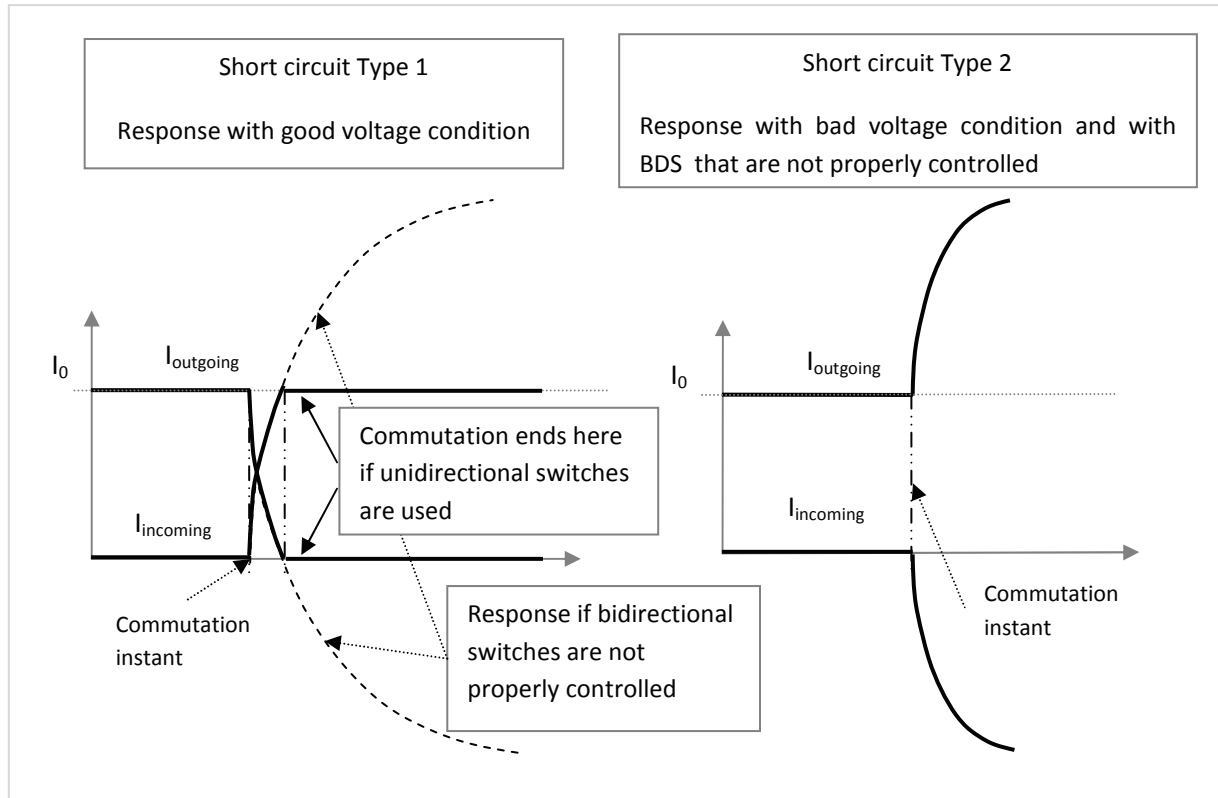 Short circuit Type 1
Response with good voltage condition
Short circuit Type 2
Response with bad voltage condition and with
BDS that are not properly controlled
I0
Ioutgoing
Iincoming
Commutation
instant
Commutation ends here
if unidirectional switches
are used
Response if bidirectional
switches are not
properly controlled
I0
Ioutgoing
Iincoming
Commutation
instant